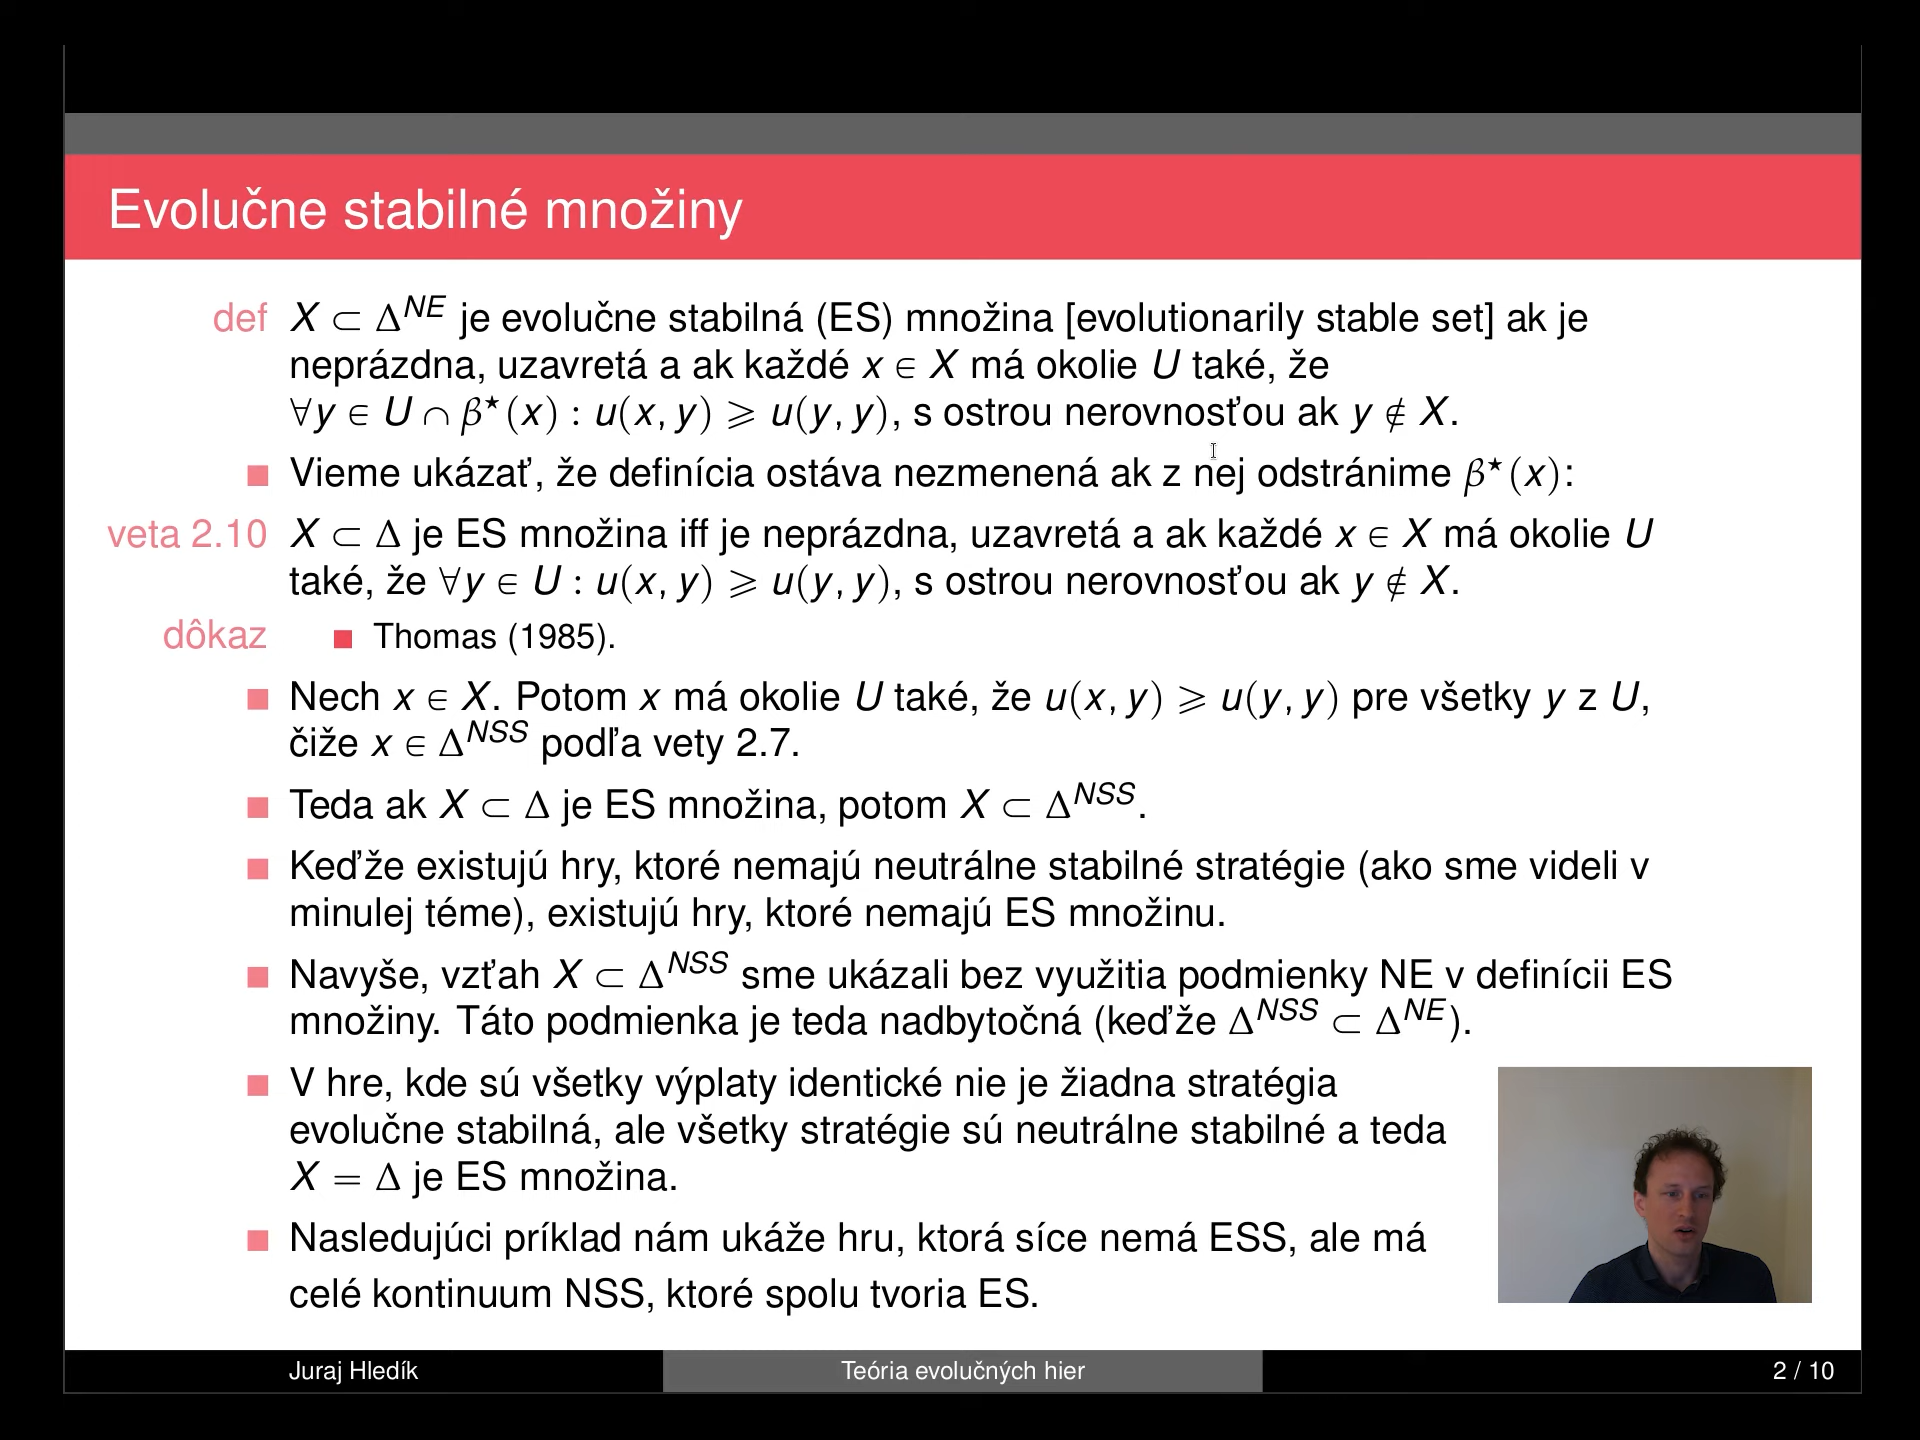 Evolučne stabilné množiny
def X ⊂ Δ^NE je evolučne stabilná (ES) množina [evolutionarily stable set] ak je
neprázdna, uzavretá a ak každé x ∈ X má okolie U také, že
∀y ∈ U ∩ β⋆(x) : u(x, y) ⩾ u(y, y), s ostrou nerovnosťou ak y ∉ X.
■ Vieme ukázať, že definícia ostáva nezmenená ak z nej odstránime β⋆(x):
veta 2.10 X ⊂ Δ je ES množina iff je neprázdna, uzavretá a ak každé x ∈ X má okolie U
také, že ∀y ∈ U : u(x, y) ⩾ u(y, y), s ostrou nerovnosťou ak y ∉ X.
dôkaz ■ Thomas (1985).
■ Nech x ∈ X. Potom x má okolie U také, že u(x, y) ⩾ u(y, y) pre všetky y z U,
čiže x ∈ Δ^NSS podľa vety 2.7.
■ Teda ak X ⊂ Δ je ES množina, potom X ⊂ Δ^NSS.
■ Keďže existujú hry, ktoré nemajú neutrálne stabilné stratégie (ako sme videli v
minulej téme), existujú hry, ktoré nemajú ES množinu.
■ Navyše, vzťah X ⊂ Δ^NSS sme ukázali bez využitia podmienky NE v definícii ES
množiny. Táto podmienka je teda nadbytočná (keďže Δ^NSS ⊂ Δ^NE).
■ V hre, kde sú všetky výplaty identické nie je žiadna stratégia
evolučne stabilná, ale všetky stratégie sú neutrálne stabilné a teda
X = Δ je ES množina.
■ Nasledujúci príklad nám ukáže hru, ktorá síce nemá ESS, ale má
celé kontinuum NSS, ktoré spolu tvoria ES.
Juraj Hledík Teória evolučných hier 2 / 10